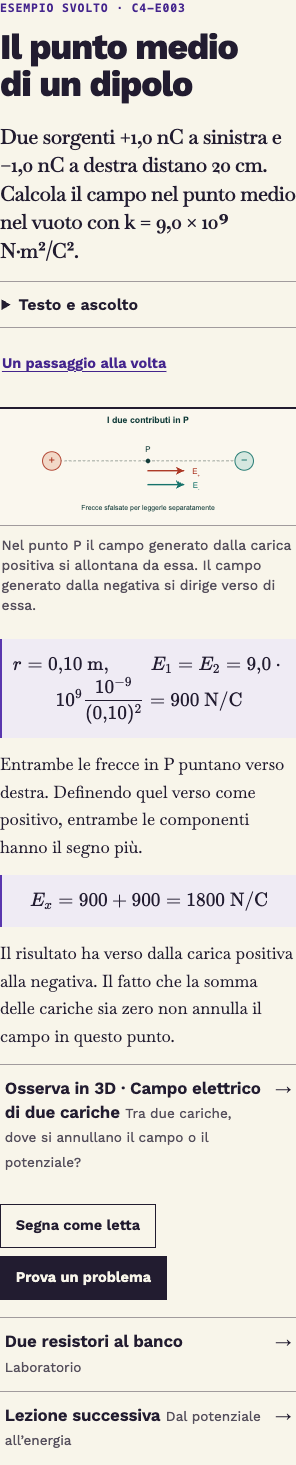 ESEMPIO SVOLTO · C4-E003
Il punto medio
di un dipolo
Due sorgenti +1,0 nC a sinistra e
−1,0 nC a destra distano 20 cm.
Calcola il campo nel punto medio
nel vuoto con k = 9,0 × 10⁹
N·m²/C².
▶ Testo e ascolto
Un passaggio alla volta
I due contributi in P
P
+
−
E₊
E₋
Frecce sfalsate per leggerle separatamente
Nel punto P il campo generato dalla carica
positiva si allontana da essa. Il campo
generato dalla negativa si dirige verso di
essa.
r = 0,10 m, E₁ = E₂ = 9,0 ·
10⁹ 10⁻⁹/(0,10)² = 900 N/C
Entrambe le frecce in P puntano verso
destra. Definendo quel verso come
positivo, entrambe le componenti
hanno il segno più.
Eₓ = 900 + 900 = 1800 N/C
Il risultato ha verso dalla carica positiva
alla negativa. Il fatto che la somma
delle cariche sia zero non annulla il
campo in questo punto.
Osserva in 3D · Campo elettrico →
di due cariche Tra due cariche,
dove si annullano il campo o il
potenziale?
Segna come letta
Prova un problema
Due resistori al banco →
Laboratorio
Lezione successiva Dal potenziale →
all’energia